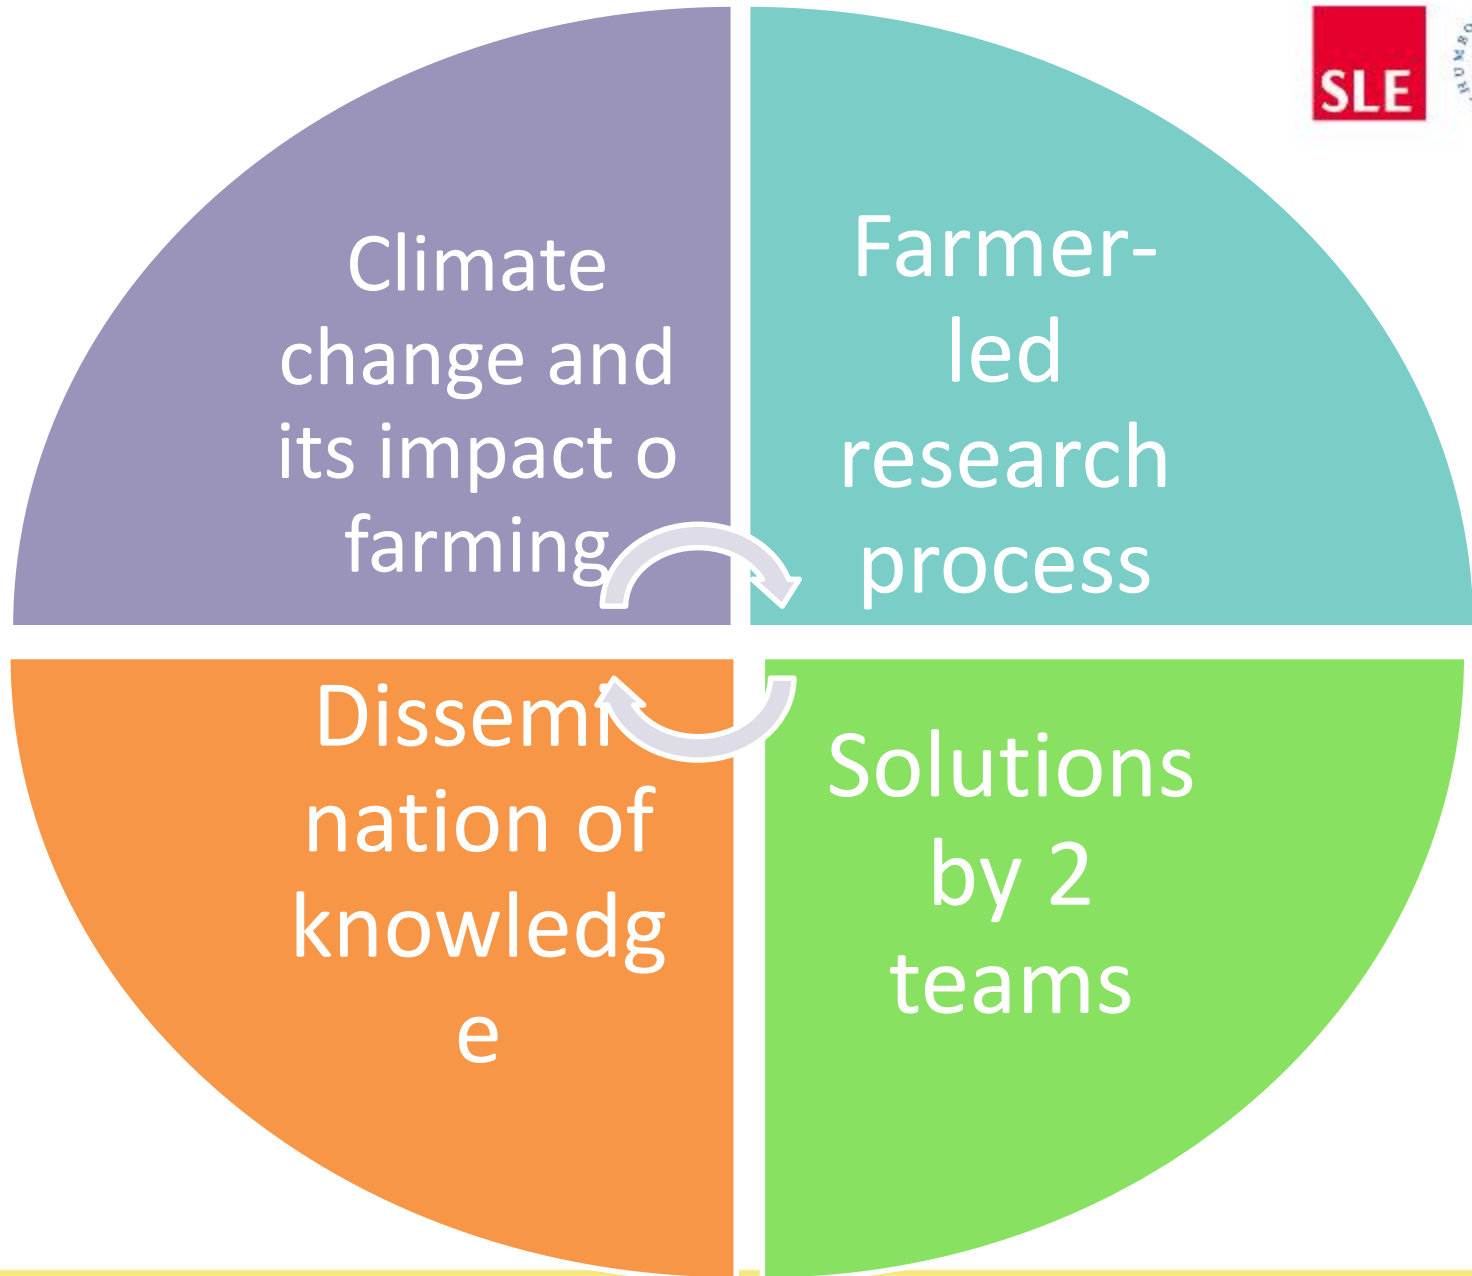 SLE
Climate
change and
its impact o
farming
Farmer-
led
research
process
Dissemi
nation of
knowledg
e
Solutions
by 2
teams